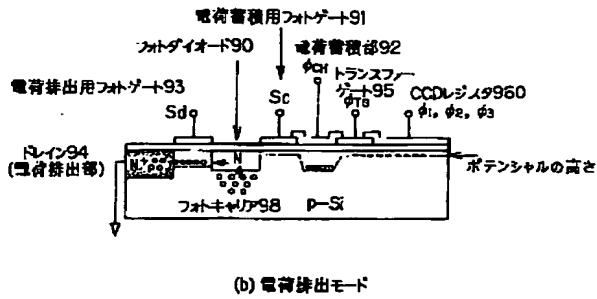 電荷蓄積用フォトゲート91
フォトダイオード90
電荷蓄積部92
φCH
トランスファーゲート95
φTG
電荷排出用フォトゲート93
CCDレジスタ960
φ1, φ2, φ3
Sd
Sc
ドレイン94
(電荷排出部)
N+
N
ポテンシャルの高さ
フォトキャリア98
p-Si
(b) 電荷排出モード